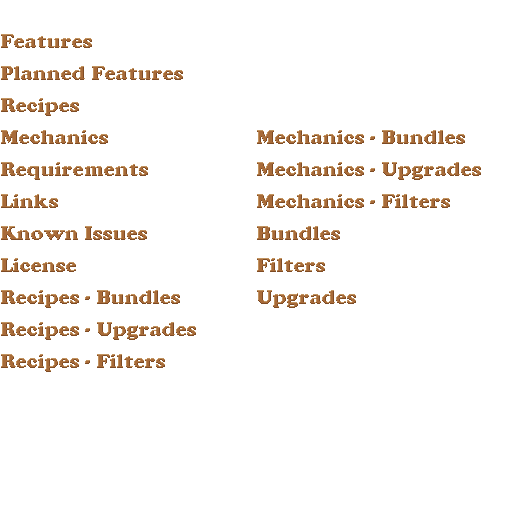 Features
Planned Features
Recipes
Mechanics
Requirements
Links
Known Issues
License
Recipes - Bundles
Recipes - Upgrades
Recipes - Filters
Mechanics - Bundles
Mechanics - Upgrades
Mechanics - Filters
Bundles
Filters
Upgrades